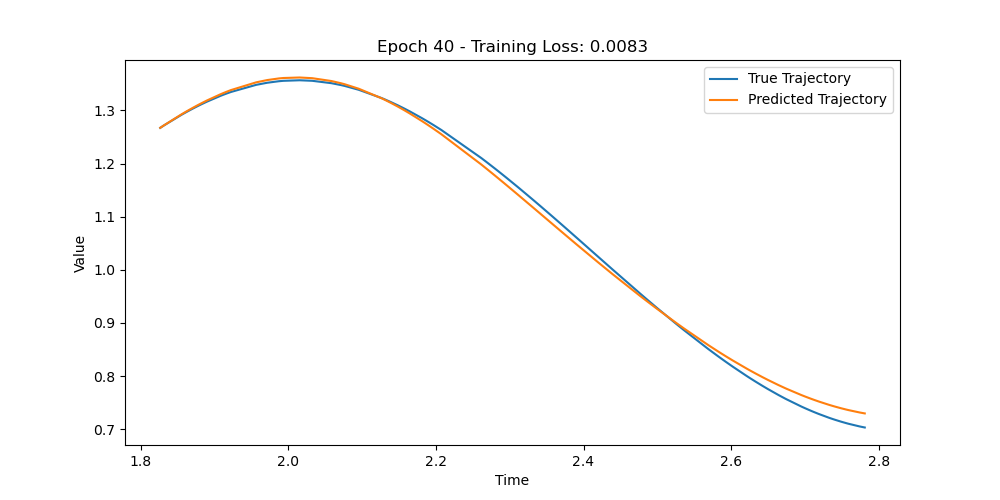 Epoch 40 - Training Loss: 0.0083
True Trajectory
Predicted Trajectory
Value
1.3
1.2
1.1
1.0
0.9
0.8
0.7
1.8
2.0
2.2
2.4
2.6
2.8
Time